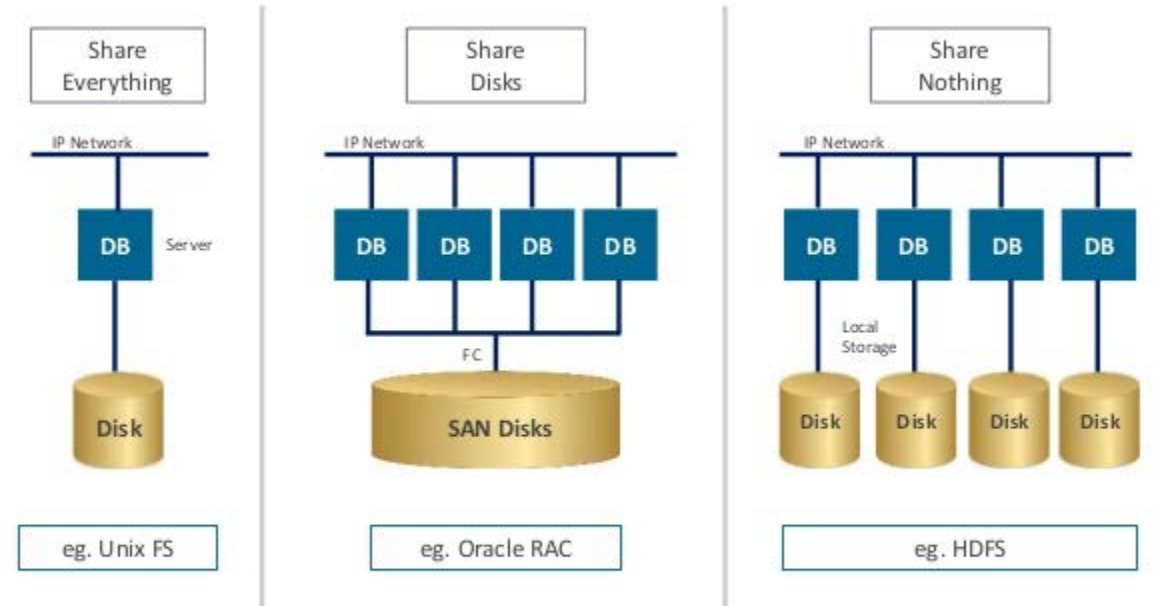 Share
Everything
IP Network
DB
Server
Disk
eg. Unix FS
Share
Disks
IP Network
DB DB DB DB
FC
SAN Disks
eg. Oracle RAC
Share
Nothing
IP Network
DB DB DB DB
Local
Storage
Disk Disk Disk Disk
eg. HDFS